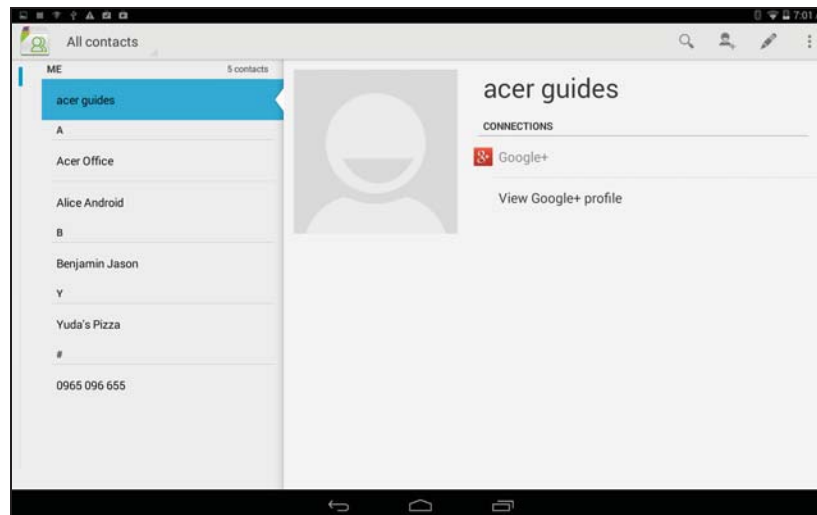 7:01
All contacts
ME 5 contacts
acer guides
A
Acer Office
Alice Android
B
Benjamin Jason
Y
Yuda's Pizza
#
0965 096 655
acer guides
CONNECTIONS
Google+
View Google+ profile